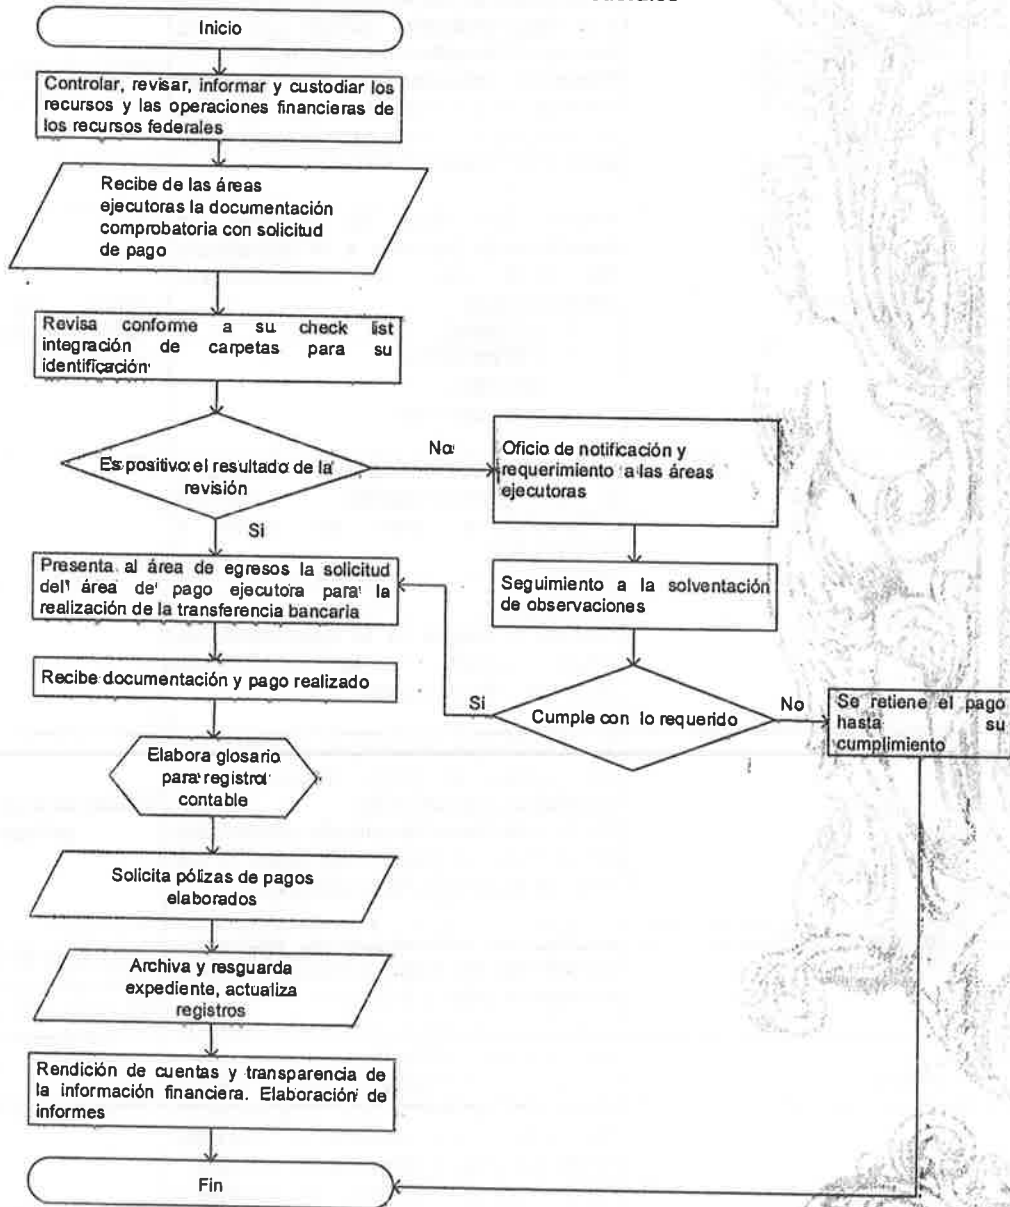 Inicio
Controlar, revisar, informar y custodiar los
recursos y las operaciones financieras de
los recursos federales
Recibe de las áreas
ejecutoras la documentación
comprobatoria con solicitud
de pago
Revisa conforme a su check list
integración de carpetas para su
identificación
Es positivo el resultado de la
revisión
No
Oficio de notificación y
requerimiento a las áreas
ejecutoras
Si
Presenta al área de egresos la solicitud
del área de pago ejecutora para la
realización de la transferencia bancaria
Seguimiento a la solventación
de observaciones
Recibe documentación y pago realizado
Si
Cumple con lo requerido
No
Se retiene el pago
hasta su
cumplimiento
Elabora glosario
para registro
contable
Solicita pólizas de pagos
elaborados
Archiva y resguarda
expediente, actualiza
registros
Rendición de cuentas y transparencia de
la información financiera. Elaboración de
informes
Fin